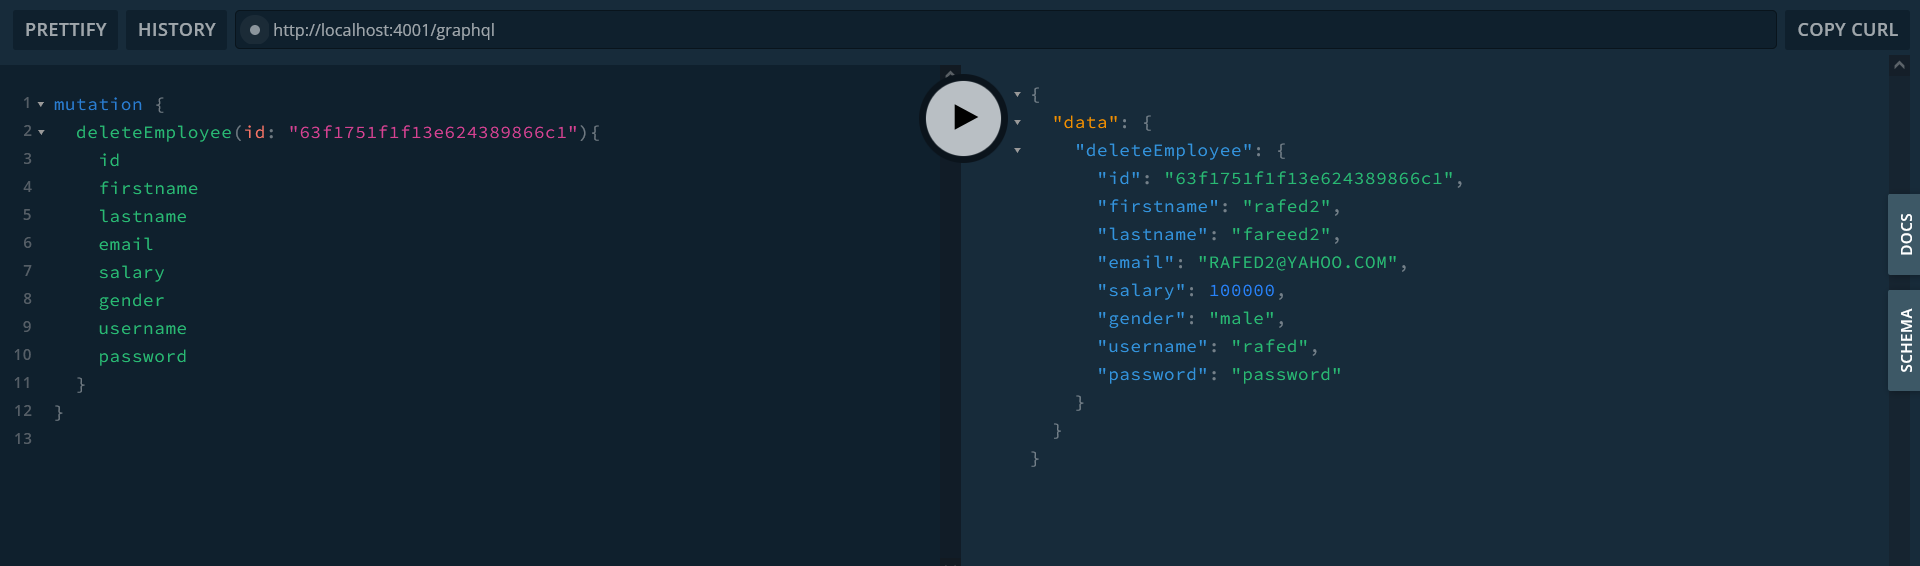 PRETTIFY HISTORY http://localhost:4001/graphql COPY CURL
1 mutation {
2 deleteEmployee(id: "63f1751f1f13e624389866c1"){
3 id
4 firstname
5 lastname
6 email
7 salary
8 gender
9 username
10 password
11 }
12 }
13
{
"data": {
"deleteEmployee": {
"id": "63f1751f1f13e624389866c1",
"firstname": "rafed2",
"lastname": "fareed2",
"email": "RAFED2@YAHOO.COM",
"salary": 100000,
"gender": "male",
"username": "rafed",
"password": "password"
}
}
}
DOCS
SCHEMA